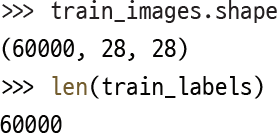 >>> train_images.shape
(60000, 28, 28)
>>> len(train_labels)
60000